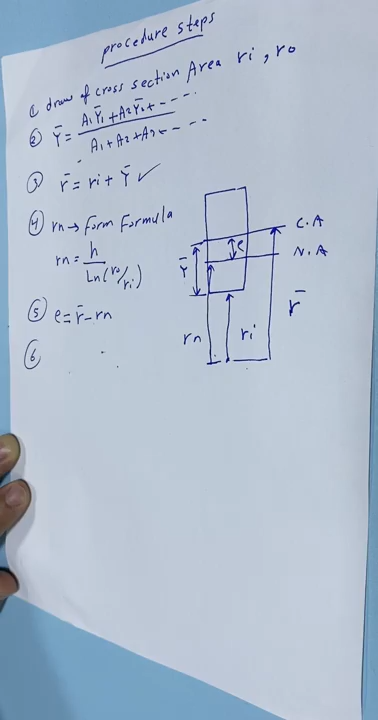 procedure steps
① draw of cross section Area ri , ro
② Ȳ = A1Ȳ1 + A2Ȳ2 + - - - -
A1 + A2 + A3 + - - - -
③ r̄ = ri + Ȳ ✓
④ rn → Form Formula
rn = h
Ln(ro/ri)
⑤ e = r̄ - rn
⑥
C.A
e
N.A
Ȳ
r̄
rn
ri